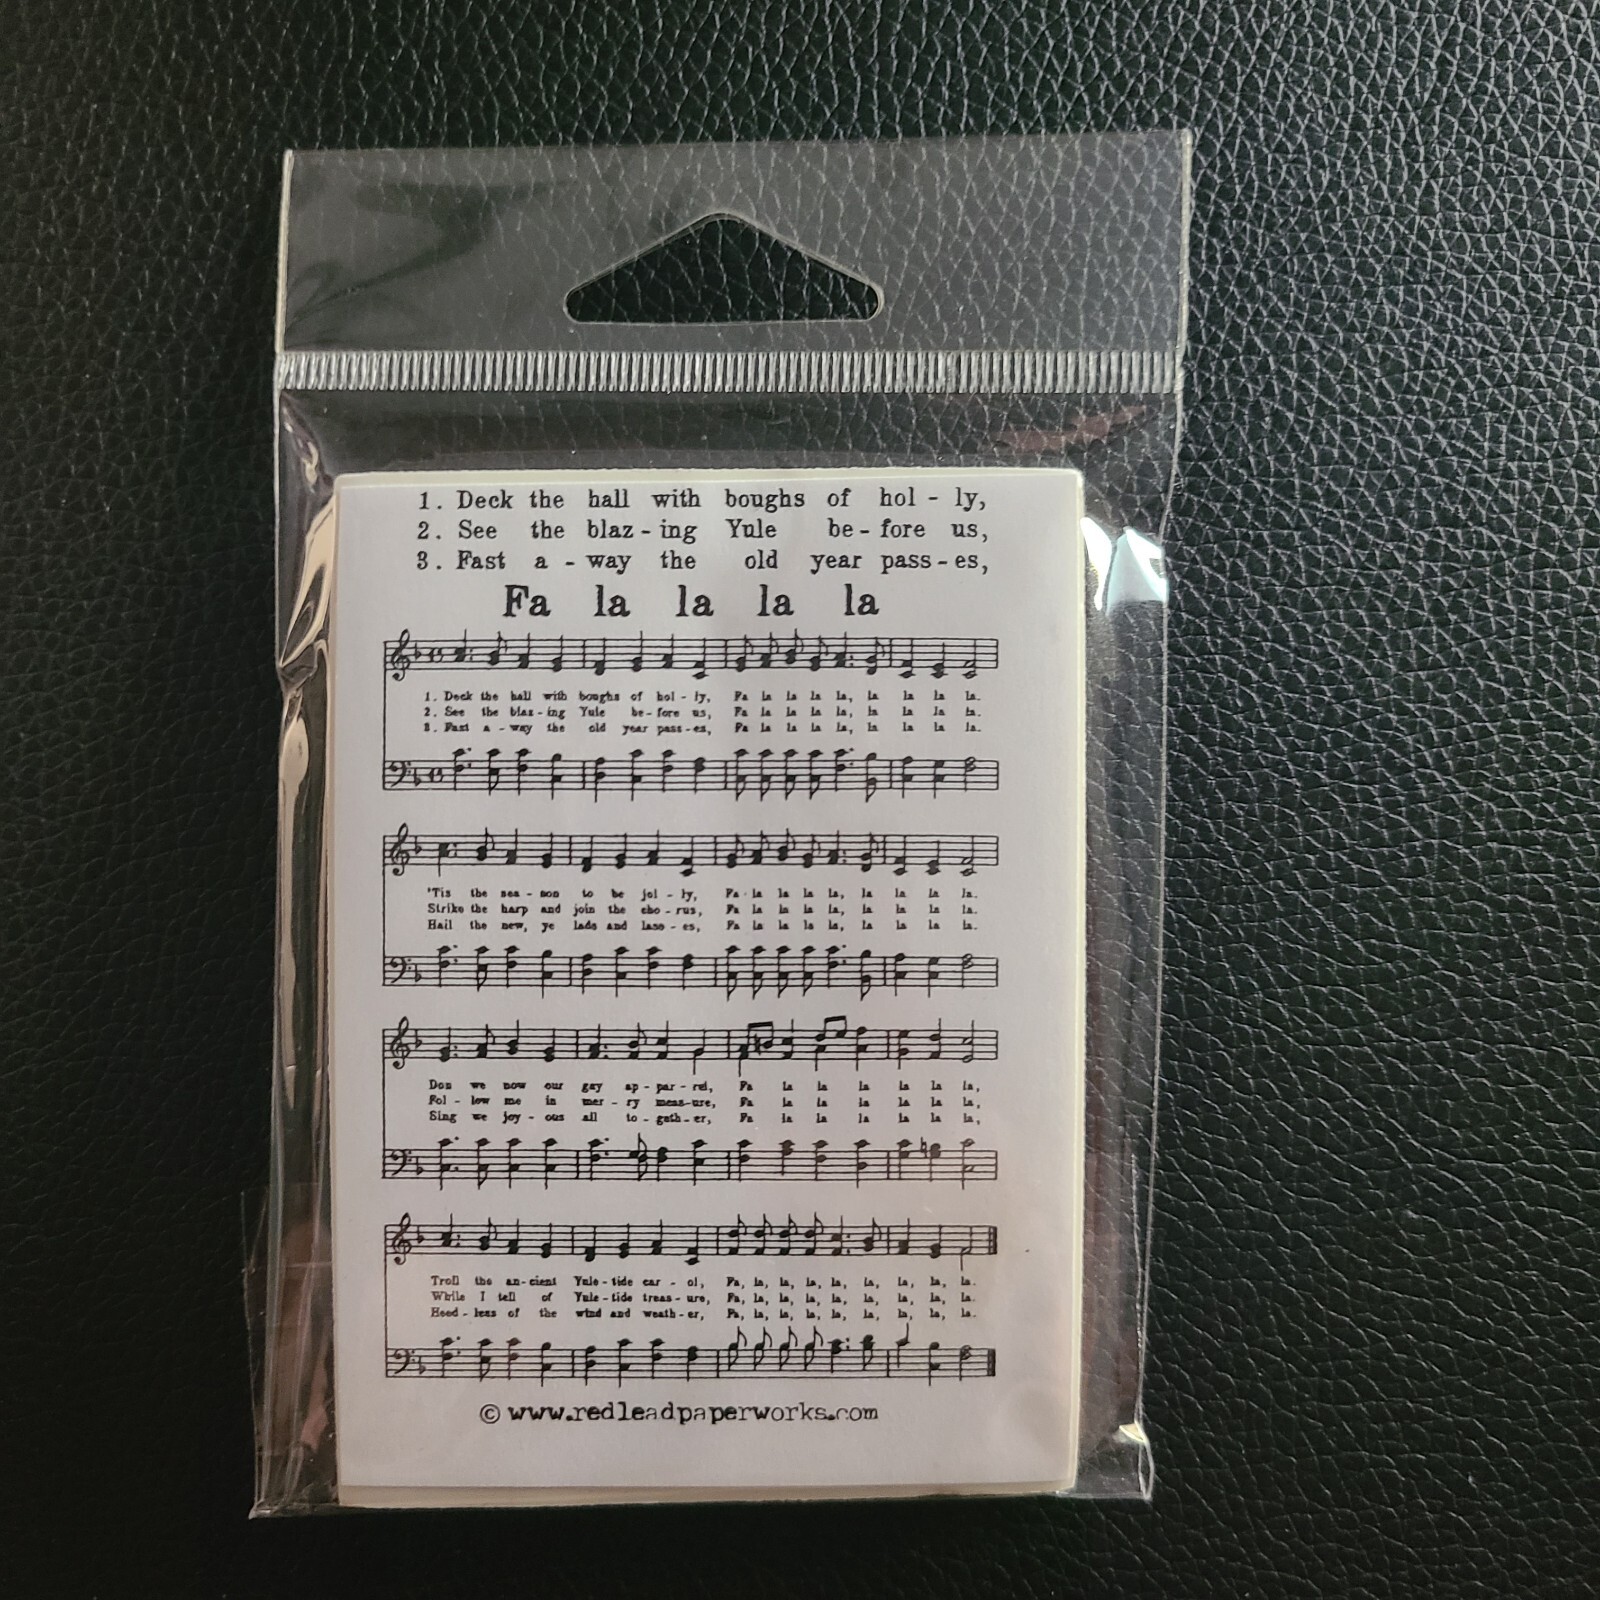 1. Deck the hall with boughs of hol - ly,
2. See the blaz - ing Yule be - fore us,
3. Fast a - way the old year pass - es,
Fa la la la la
1. Deck the hall with boughs of hol - ly, Fa la la la la, la la la la.
2. See the blaz - ing Yule be - fore us, Fa la la la la, la la la la.
3. Fast a - way the old year pass - es, Fa la la la la, la la la la.
'Tis the sea - son to be jol - ly, Fa la la la la, la la la la.
Strike the harp and join the cho - rus, Fa la la la la, la la la la.
Hail the new, ye lads and lass - es, Fa la la la la, la la la la.
Don we now our gay ap - par - rel, Fa la la la la la la,
Fol - low me in mer - ry meas - ure, Fa la la la la la la,
Sing we joy - ous all to - geth - er, Fa la la la la la la,
Troll the an - cient Yule - tide car - ol, Fa, la, la, la, la, la, la, la, la.
While I tell of Yule - tide treas - ure, Fa, la, la, la, la, la, la, la, la.
Heed - less of the wind and weath - er, Fa, la, la, la, la, la, la, la, la.
© www.redleadpaperworks.com